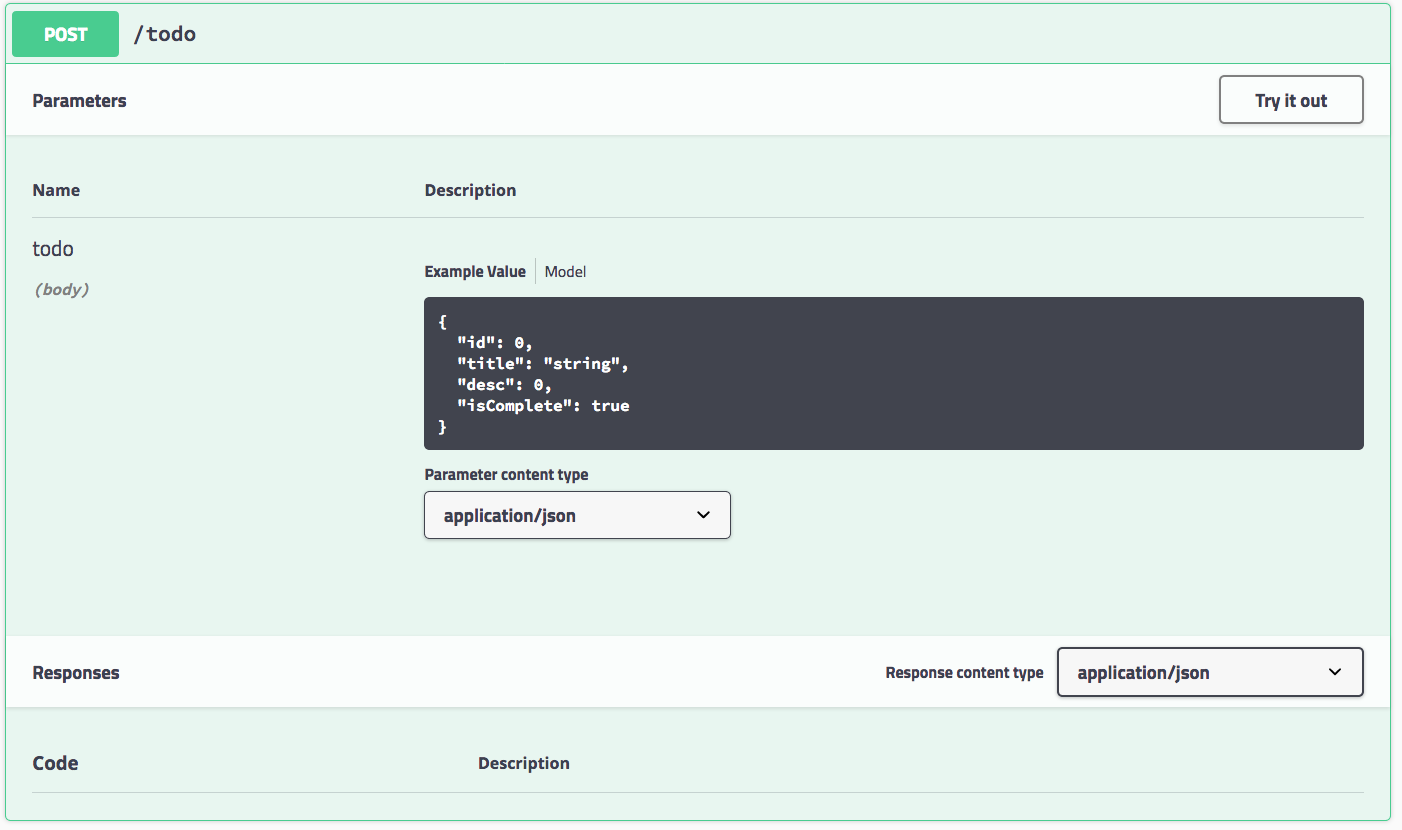 POST /todo
Parameters Try it out
Name Description
todo
(body)
Example Value Model
{
  "id": 0,
  "title": "string",
  "desc": 0,
  "isComplete": true
}
Parameter content type
application/json
Responses Response content type application/json
Code Description